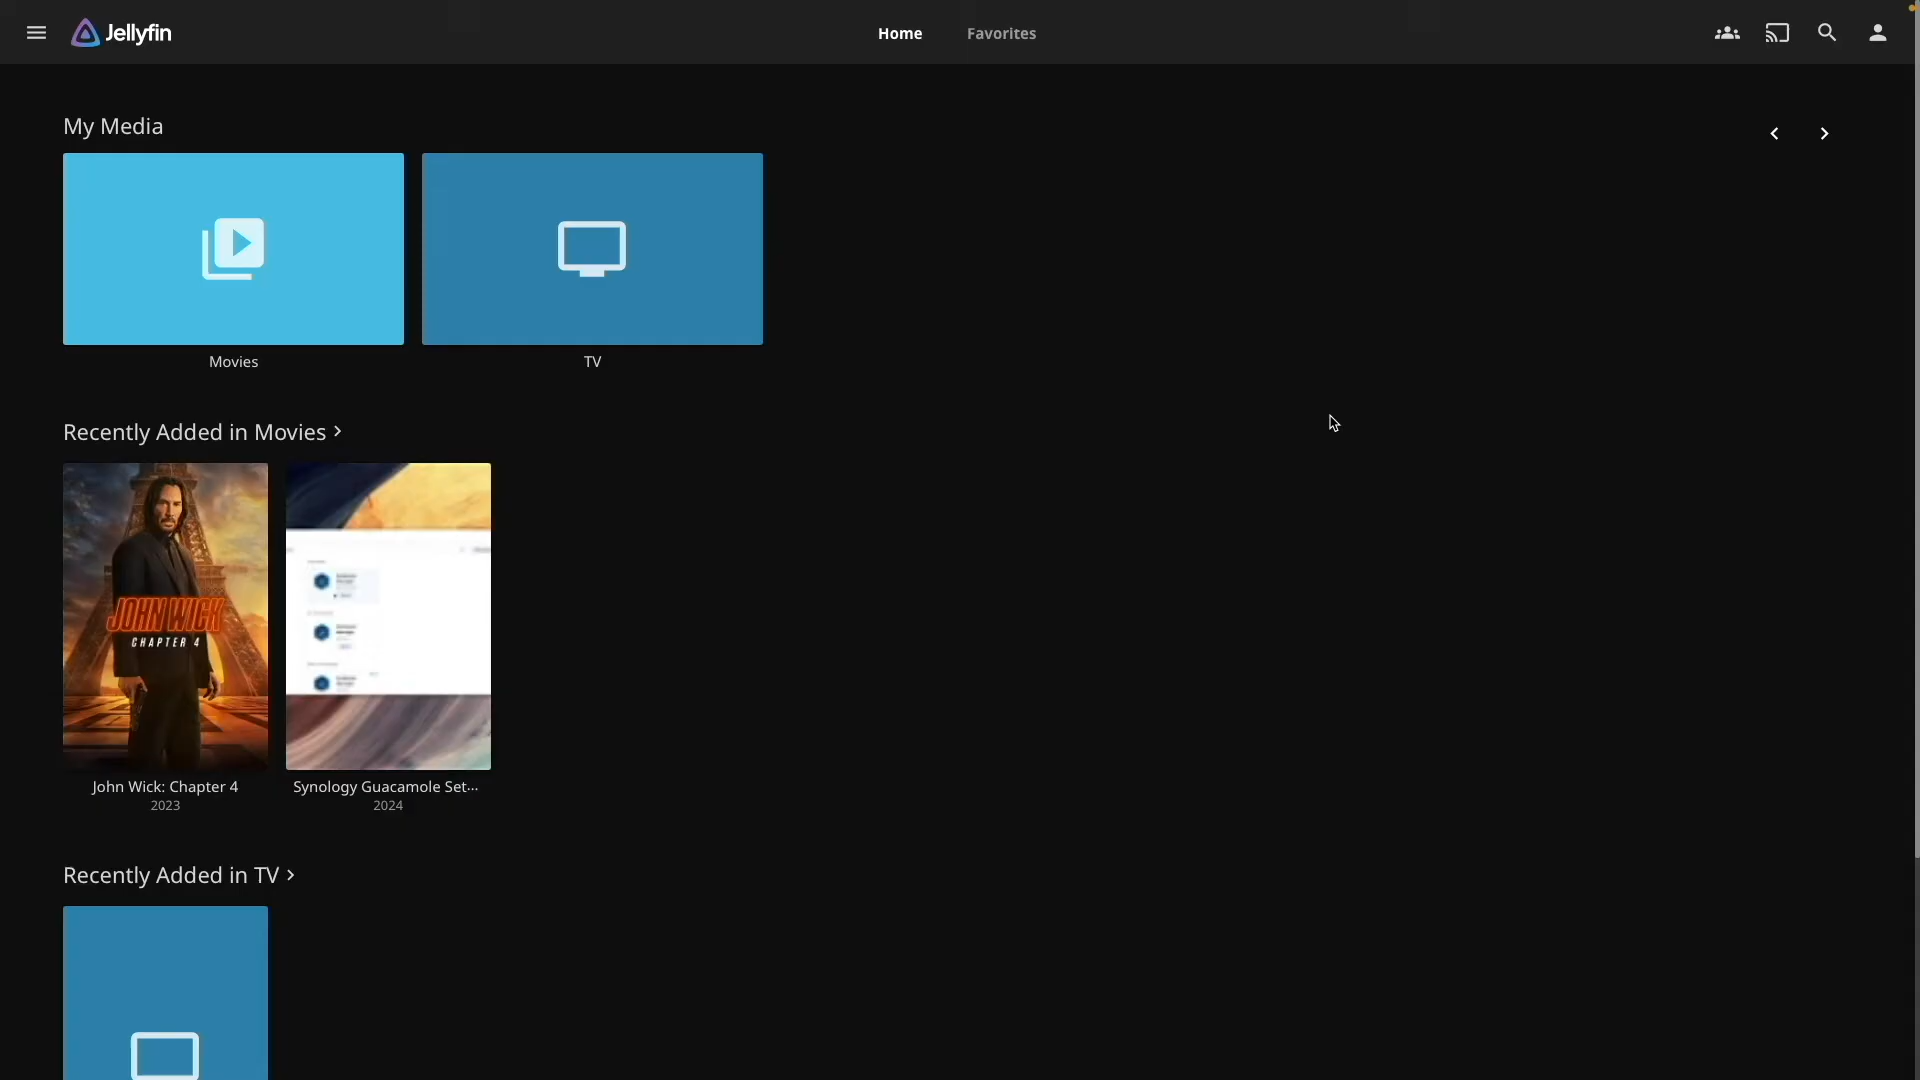 Jellyfin
Home
Favorites
My Media
Movies
TV
Recently Added in Movies
JOHN WICK
CHAPTER 4
John Wick: Chapter 4
2023
Synology Guacamole Set...
2024
Recently Added in TV